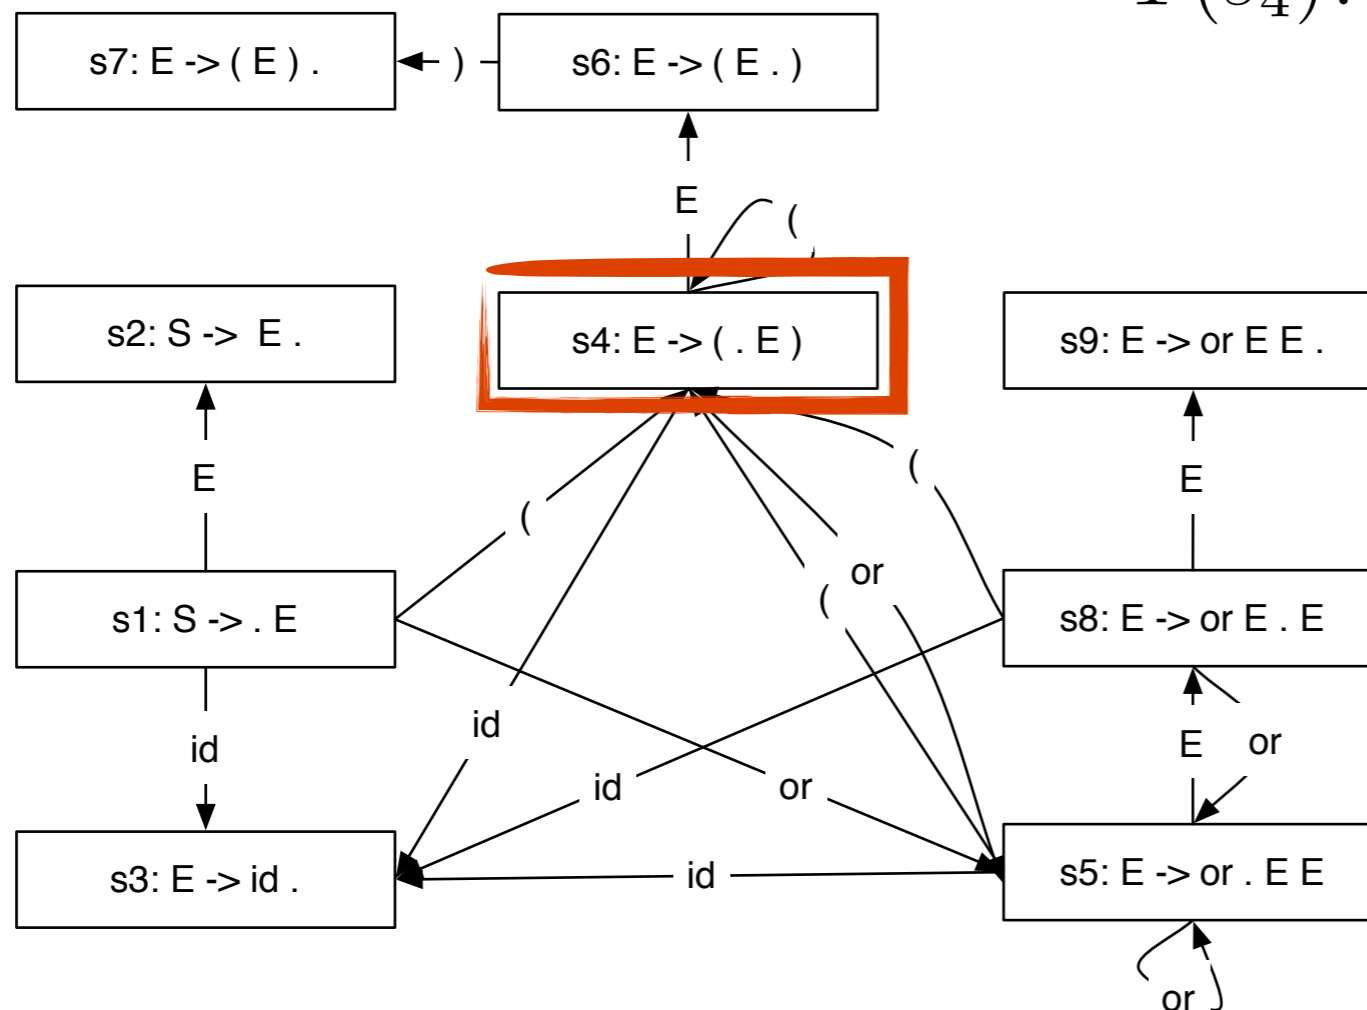 s7: E -> ( E ) .
)
s6: E -> ( E . )
E
(
s2: S -> E .
s4: E -> ( . E )
s9: E -> or E E .
E
(
(
E
or
(
s1: S -> . E
s8: E -> or E . E
id
id
id
or
E
or
s3: E -> id .
id
s5: E -> or . E E
or